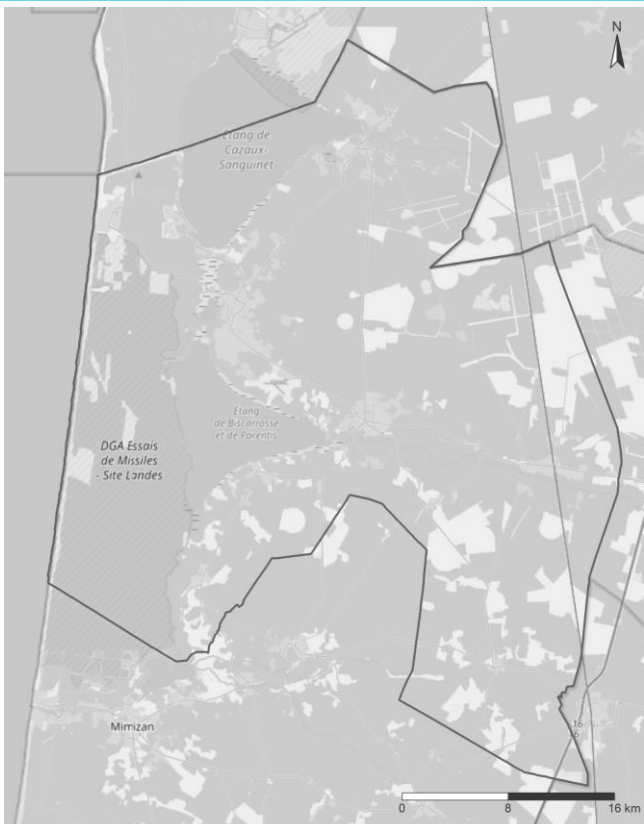 N
Étang de
Cazaux-
Sanguinet
Etang
de Biscarrosse
et de Parentis
DGA Essais
de Missiles
- Site Landes
Mimizan
0 8 16 km